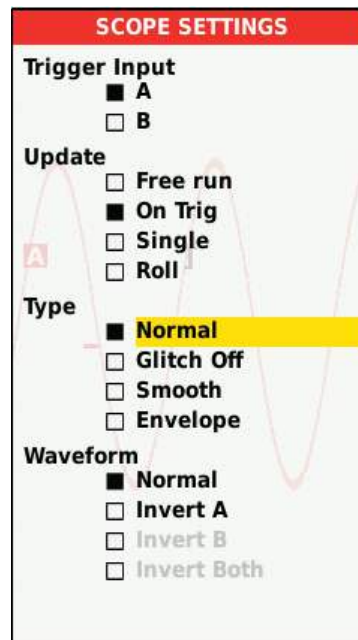 SCOPE SETTINGS
Trigger Input
A
B
Update
Free run
On Trig
Single
A
Roll
Type
Normal
Glitch Off
Smooth
Envelope
Waveform
Normal
Invert A
Invert B
Invert Both